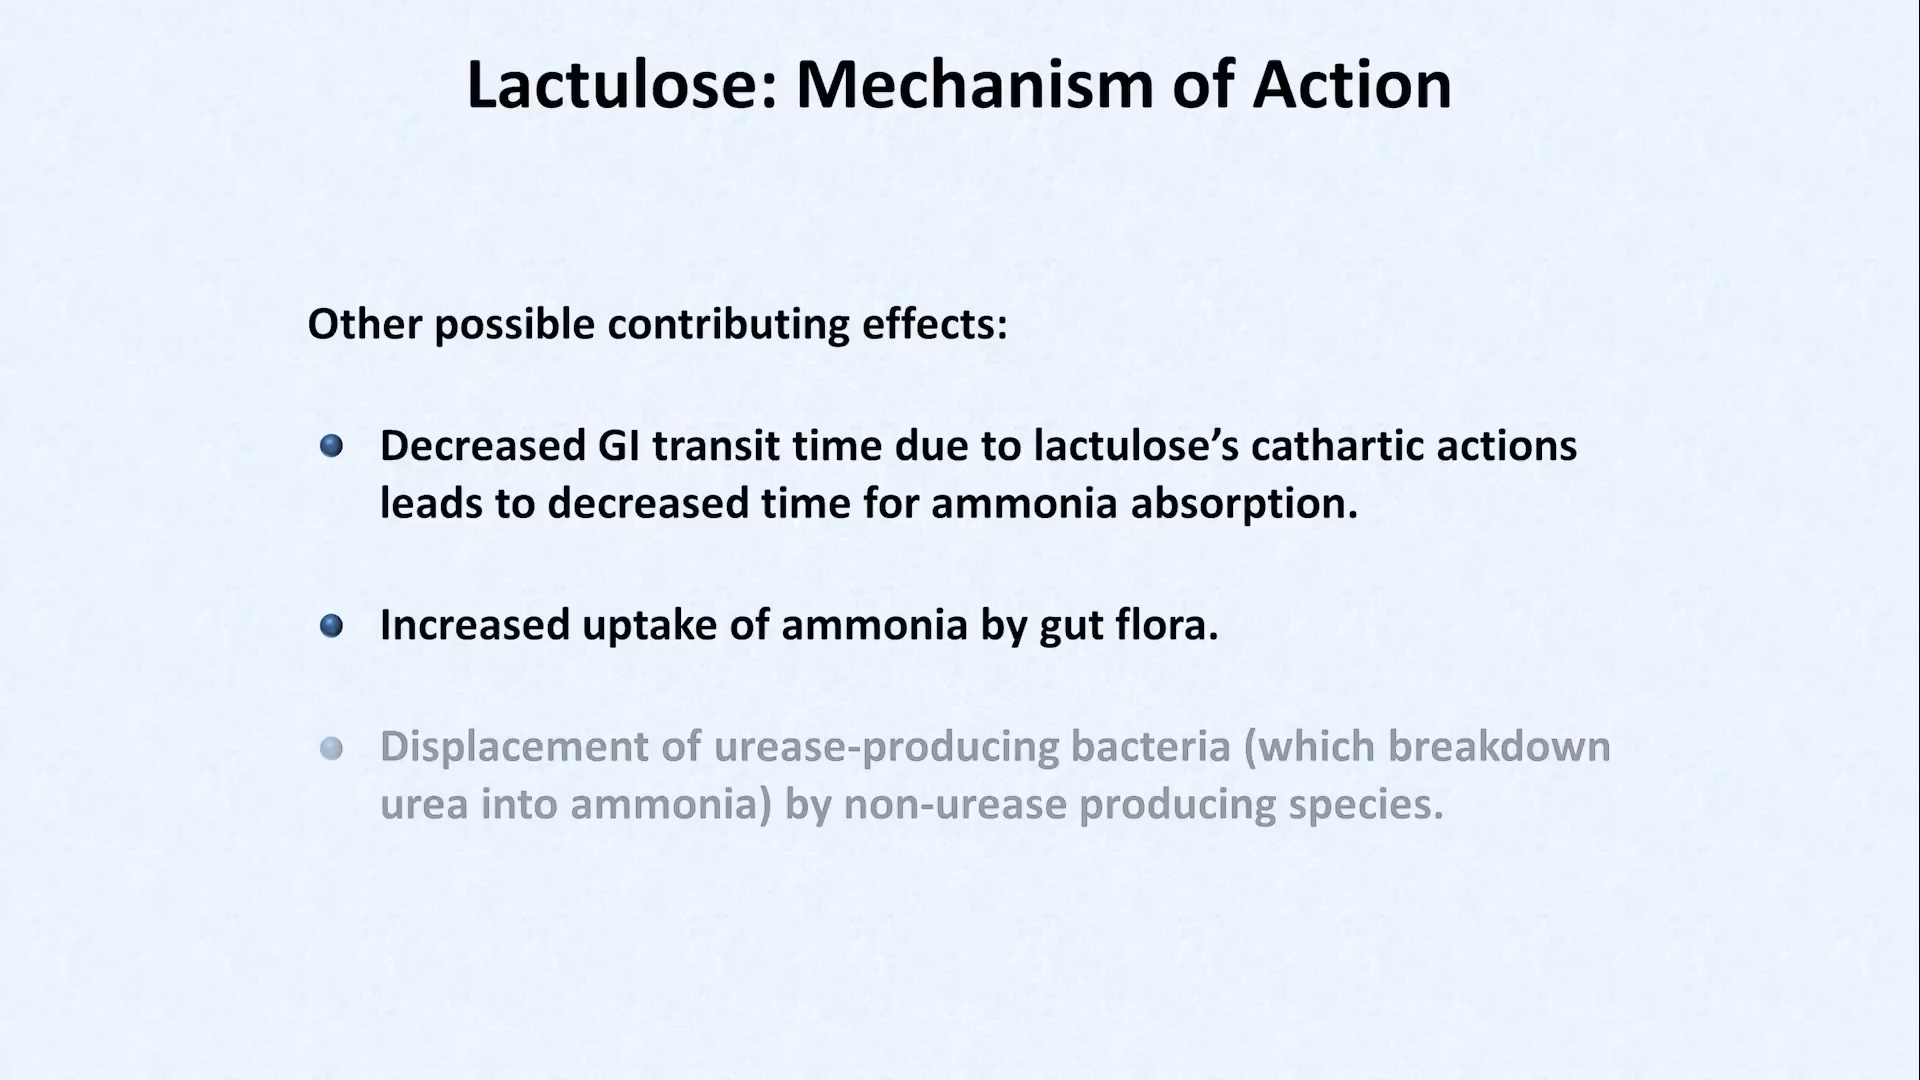 Lactulose: Mechanism of Action
Other possible contributing effects:
Decreased GI transit time due to lactulose’s cathartic actions
leads to decreased time for ammonia absorption.
Increased uptake of ammonia by gut flora.
Displacement of urease-producing bacteria (which breakdown
urea into ammonia) by non-urease producing species.